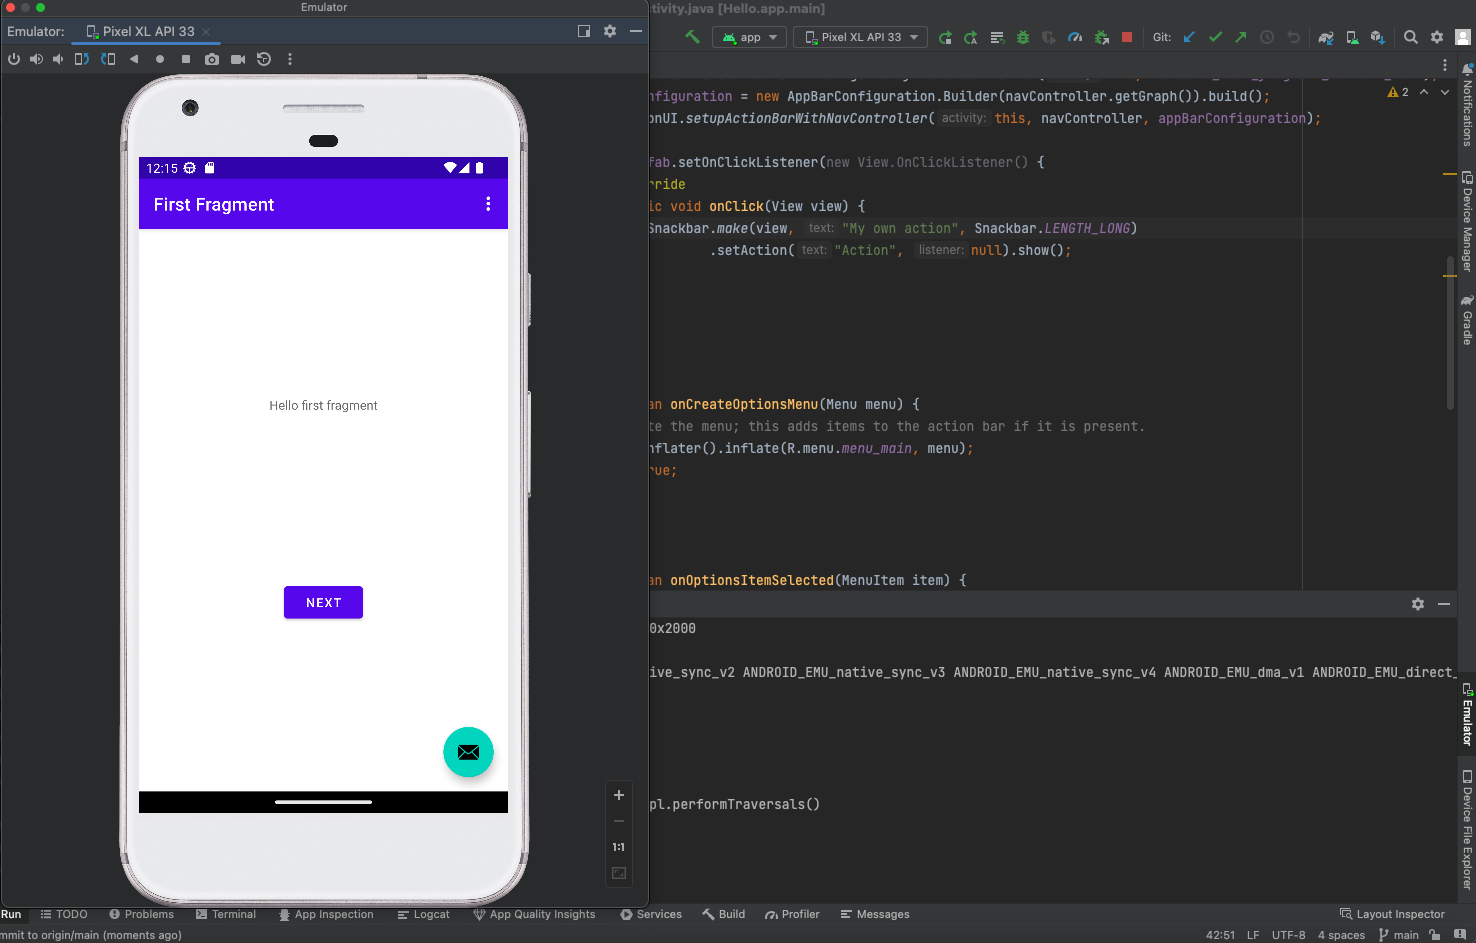 Emulator
ctivity.java [Hello.app.main]
Emulator: Pixel XL API 33
app Pixel XL API 33 Git:
12:15
First Fragment
Hello first fragment
NEXT
1:1
nfiguration = new AppBarConfiguration.Builder(navController.getGraph()).build();
2
onUI.setupActionBarWithNavController( activity: this, navController, appBarConfiguration);
fab.setOnClickListener(new View.OnClickListener() {
rride
ic void onClick(View view) {
Snackbar.make(view, text: "My own action", Snackbar.LENGTH_LONG)
.setAction( text: "Action", listener: null).show();
an onCreateOptionsMenu(Menu menu) {
te the menu; this adds items to the action bar if it is present.
nflater().inflate(R.menu.menu_main, menu);
rue;
an onOptionsItemSelected(MenuItem item) {
0x2000
ive_sync_v2 ANDROID_EMU_native_sync_v3 ANDROID_EMU_native_sync_v4 ANDROID_EMU_dma_v1 ANDROID_EMU_direct_
pl.performTraversals()
Notifications
Device Manager
Gradle
Emulator
Device File Explorer
Run TODO Problems Terminal App Inspection Logcat App Quality Insights Services Build Profiler Messages Layout Inspector
mmit to origin/main (moments ago) 42:51 LF UTF-8 4 spaces main